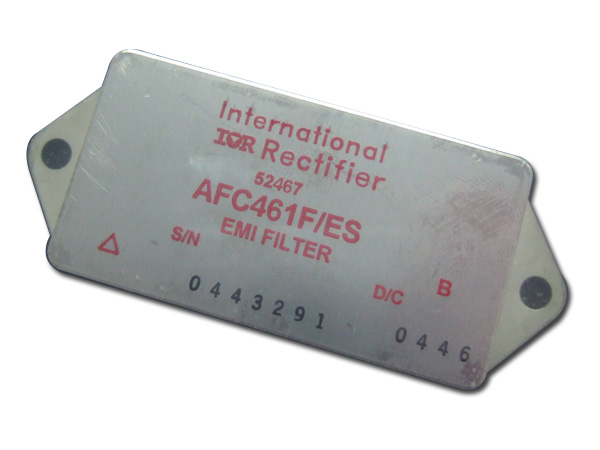 International
IOR Rectifier
52467
AFC461F/ES
EMI FILTER
S/N 0443291
D/C 0446
B